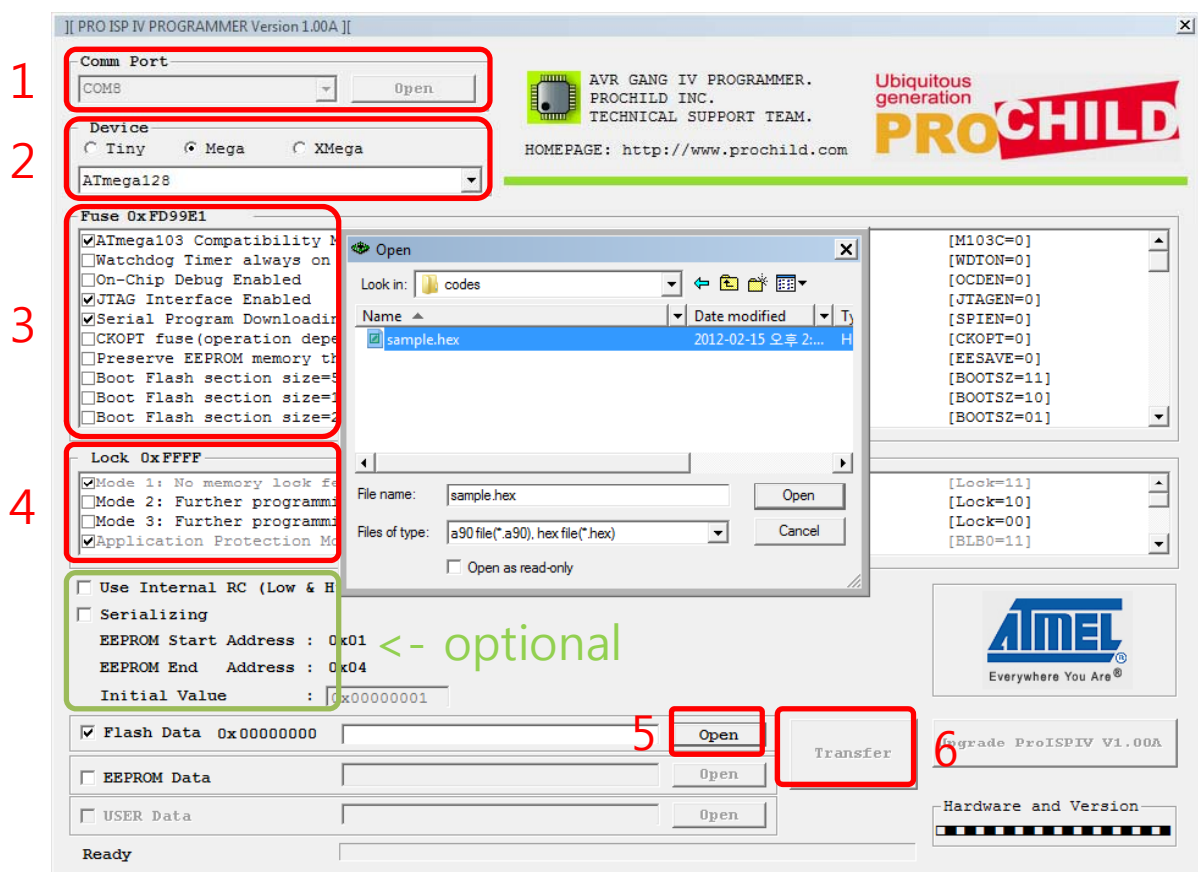 ][ PRO ISP IV PROGRAMMER Version 1.00A ][
1
Comm Port
COM8
Open
AVR GANG IV PROGRAMMER.
PROCHILD INC.
TECHNICAL SUPPORT TEAM.
HOMEPAGE: http://www.prochild.com
Ubiquitous
generation
PROCHILD
2
Device
Tiny Mega XMega
ATmega128
3
Fuse 0xFD99E1
ATmega103 Compatibility M [M103C=0]
Watchdog Timer always on [WDTON=0]
On-Chip Debug Enabled [OCDEN=0]
JTAG Interface Enabled [JTAGEN=0]
Serial Program Downloadin [SPIEN=0]
CKOPT fuse(operation depe [CKOPT=0]
Preserve EEPROM memory th [EESAVE=0]
Boot Flash section size=5 [BOOTSZ=11]
Boot Flash section size=1 [BOOTSZ=10]
Boot Flash section size=2 [BOOTSZ=01]
Open
Look in: codes
Name Date modified Ty
sample.hex 2012-02-15 오후 2:... H
File name: sample.hex Open
Files of type: a90 file(*.a90), hex file(*.hex) Cancel
Open as read-only
4
Lock 0xFFFF
Mode 1: No memory lock fe [Lock=11]
Mode 2: Further programmi [Lock=10]
Mode 3: Further programmi [Lock=00]
Application Protection Mo [BLB0=11]
Use Internal RC (Low & H
Serializing
EEPROM Start Address : 0x01
EEPROM End Address : 0x04
Initial Value : 0x00000001
<- optional
ATMEL
Everywhere You Are®
Flash Data 0x00000000
5
Open
Transfer
6
Upgrade ProISPIV V1.00A
EEPROM Data Open
USER Data Open
Hardware and Version
Ready